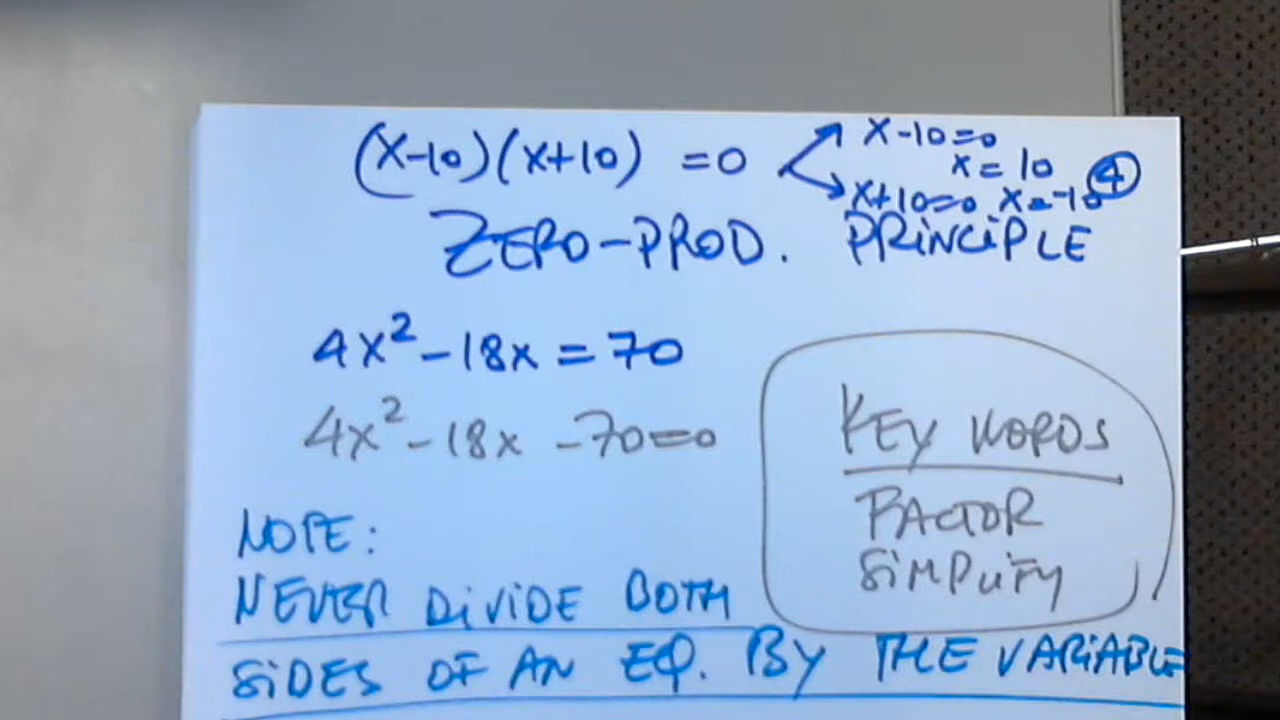 (x-10)(x+10) =0
x-10=0
x=10
x+10=0 x=-10
4
ZERO-PROD. PRINCIPLE
4x²-18x=70
4x²-18x-70=0
KEY WORDS
FACTOR
SIMPLIFY
NOTE:
NEVER DIVIDE BOTH
SIDES OF AN EQ. BY THE VARIABLE